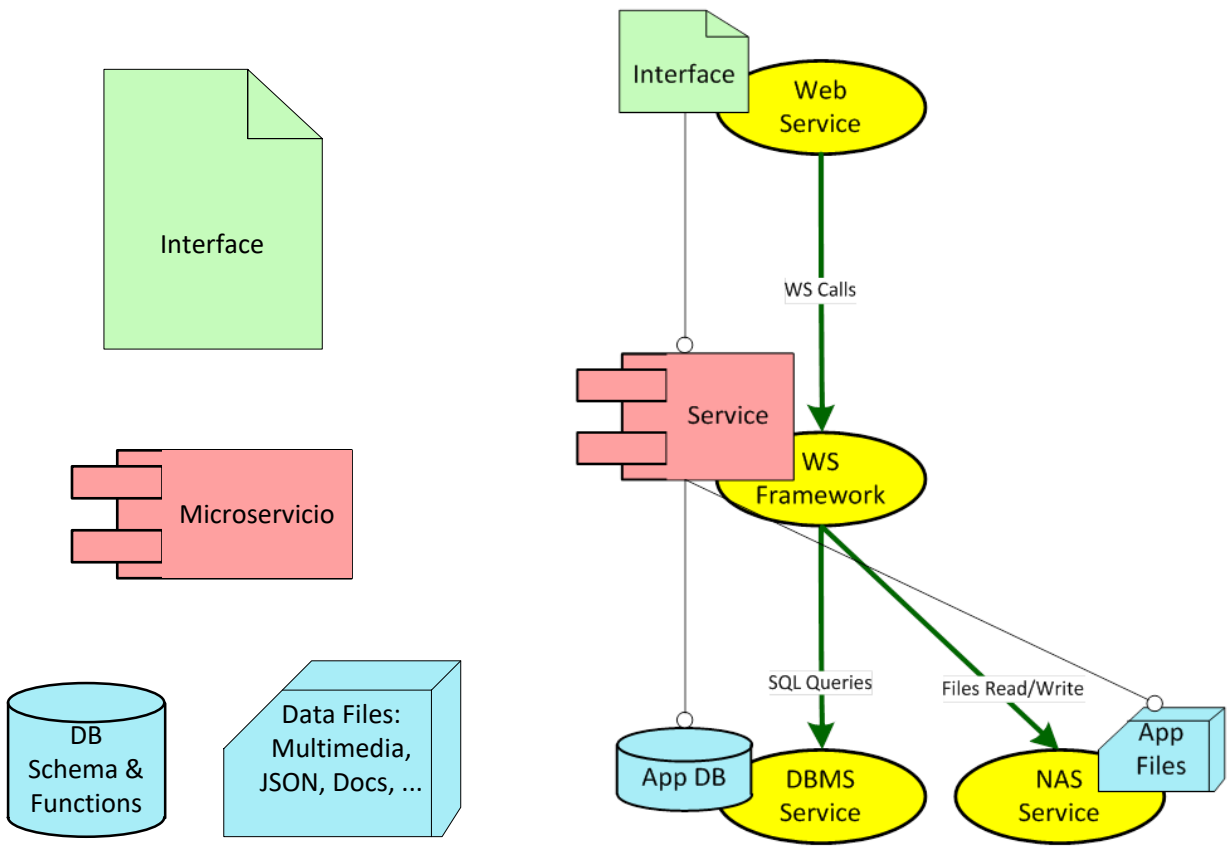 Interface
Microservicio
DB
Schema &
Functions
Data Files:
Multimedia,
JSON, Docs, ...
Interface
Web
Service
WS Calls
Service
WS
Framework
SQL Queries
Files Read/Write
App DB
DBMS
Service
NAS
Service
App
Files